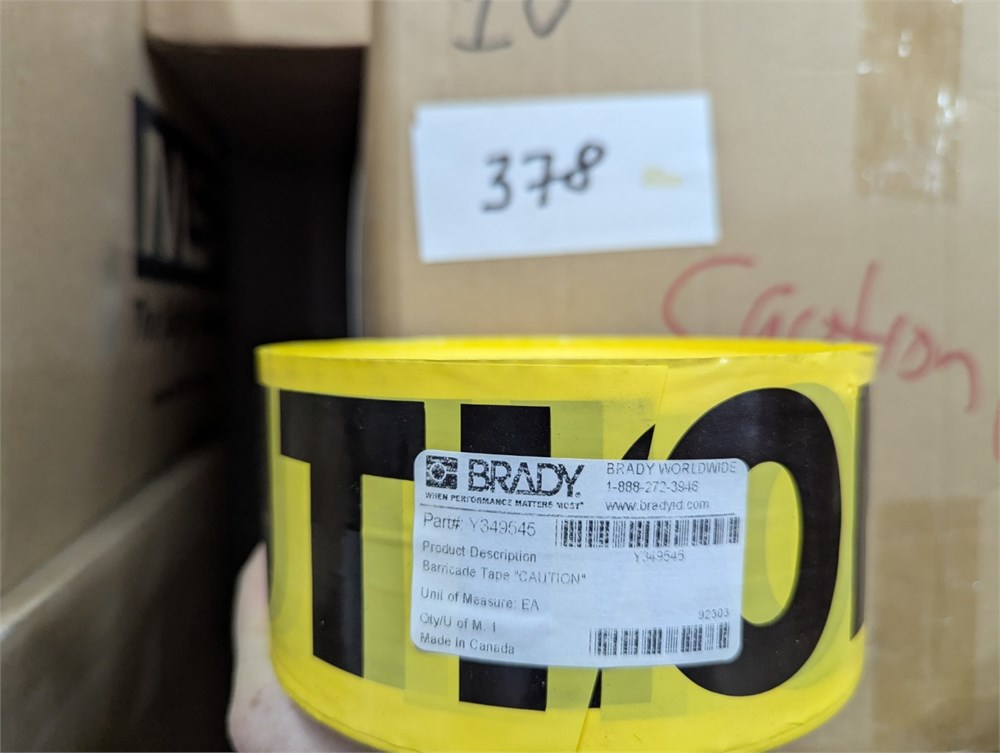 378
Caution
TIO
BRADY
WHEN PERFORMANCE MATTERS MOST
BRADY WORLDWIDE
1-888-272-3946
www.bradyid.com
Part#: Y349545
Y349545
Product Description
Barricade Tape "CAUTION"
Unit of Measure: EA
92303
Qty/U of M. 1
Made in Canada